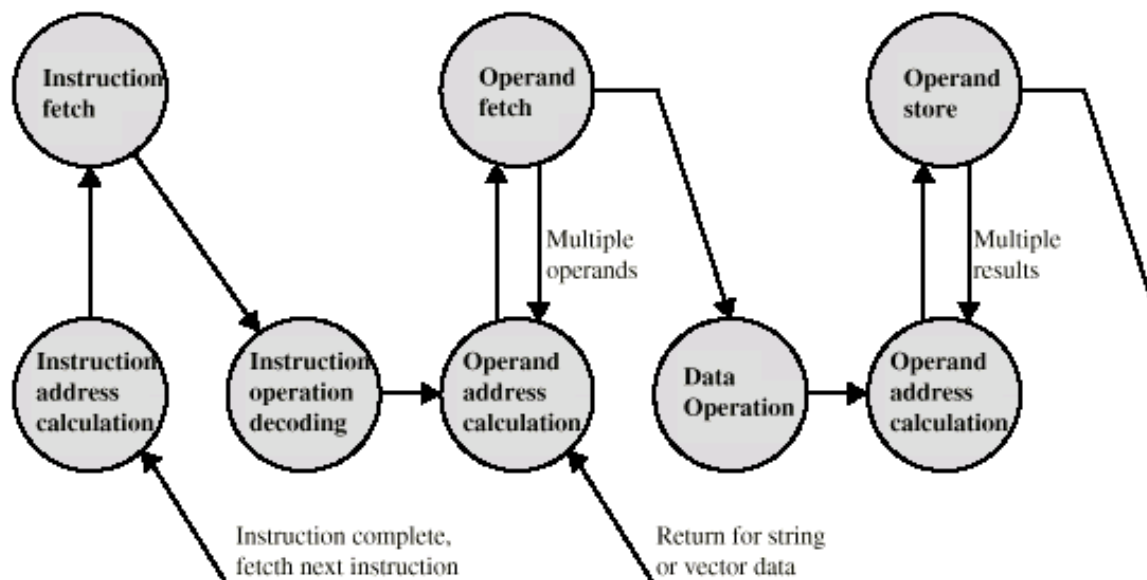 Instruction
fetch
Operand
fetch
Operand
store
Multiple
operands
Multiple
results
Instruction
address
calculation
Instruction
operation
decoding
Operand
address
calculation
Data
Operation
Operand
address
calculation
Instruction complete,
fetcth next instruction
Return for string
or vector data